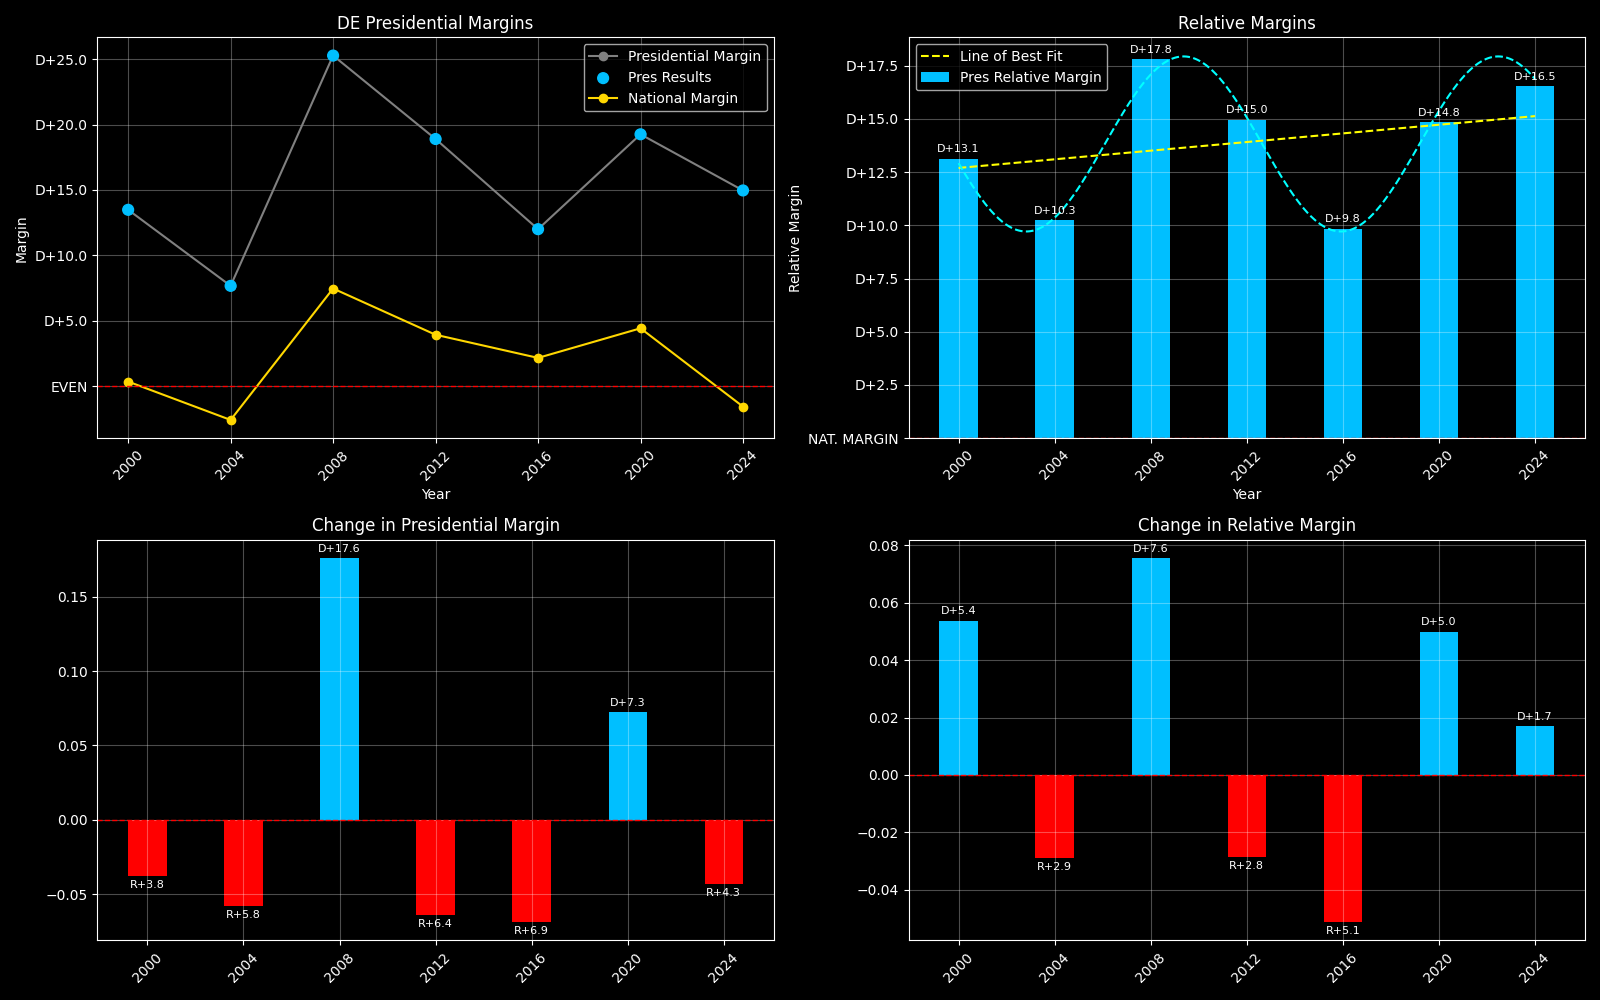 DE Presidential Margins
Margin
D+25.0
D+20.0
D+15.0
D+10.0
D+5.0
EVEN
Presidential Margin
Pres Results
National Margin
2000
2004
2008
2012
2016
2020
2024
Year
Relative Margins
Relative Margin
D+17.5
D+15.0
D+12.5
D+10.0
D+7.5
D+5.0
D+2.5
NAT. MARGIN
Line of Best Fit
Pres Relative Margin
D+13.1
D+10.3
D+17.8
D+15.0
D+9.8
D+14.8
D+16.5
2000
2004
2008
2012
2016
2020
2024
Year
Change in Presidential Margin
0.15
0.10
0.05
0.00
−0.05
R+3.8
R+5.8
D+17.6
R+6.4
R+6.9
D+7.3
R+4.3
2000
2004
2008
2012
2016
2020
2024
Change in Relative Margin
0.08
0.06
0.04
0.02
0.00
−0.02
−0.04
D+5.4
R+2.9
D+7.6
R+2.8
R+5.1
D+5.0
D+1.7
2000
2004
2008
2012
2016
2020
2024